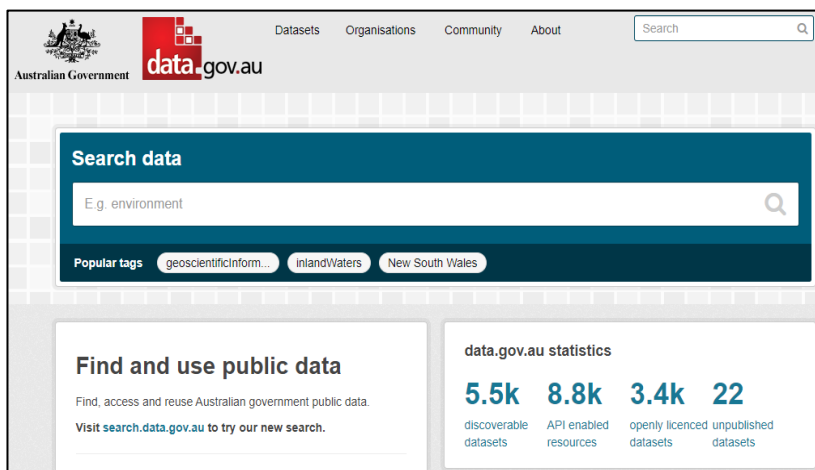 Australian Government
data.gov.au
Datasets Organisations Community About
Search
Search data
E.g. environment
Popular tags geoscientificInform... inlandWaters New South Wales
Find and use public data
Find, access and reuse Australian government public data.
Visit search.data.gov.au to try our new search.
data.gov.au statistics
5.5k 8.8k 3.4k 22
discoverable API enabled openly licenced unpublished
datasets resources datasets datasets